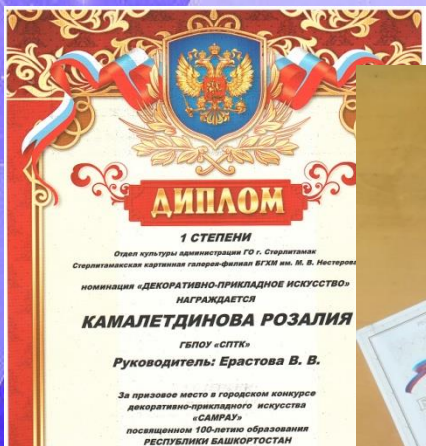 ДИПЛОМ
1 СТЕПЕНИ
Отдел культуры администрации ГО г. Стерлитамак
Стерлитамакская картинная галерея-филиал БГХМ им. М. В. Нестерова
номинация «ДЕКОРАТИВНО-ПРИКЛАДНОЕ ИСКУССТВО»
НАГРАЖДАЕТСЯ
КАМАЛЕТДИНОВА РОЗАЛИЯ
ГБПОУ «СПТК»
Руководитель: Ерастова В. В.
За призовое место в городском конкурсе
декоративно-прикладного искусства
«САМРАУ»
посвященном 100-летию образования
РЕСПУБЛИКИ БАШКОРТОСТАН